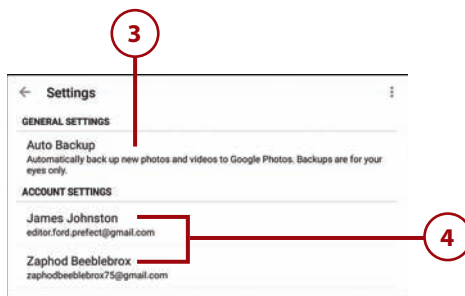 3
Settings
GENERAL SETTINGS
Auto Backup
Automatically back up new photos and videos to Google Photos. Backups are for your
eyes only.
ACCOUNT SETTINGS
James Johnston
editor.ford.prefect@gmail.com
4
Zaphod Beeblebrox
zaphodbeeblebrox75@gmail.com